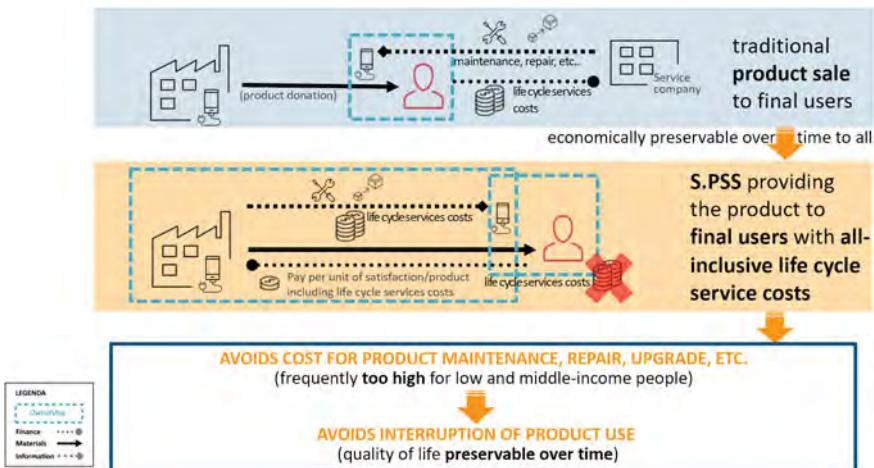 maintenance, repair, etc..
Service
company
(product donation)
life cycle services
costs
traditional
product sale
to final users
economically preservable over time to all
life cycle services costs
Pay per unit of satisfaction/product
including life cycle services costs
life cycle services costs
S.PSS providing
the product to
final users with all-
inclusive life cycle
service costs
AVOIDS COST FOR PRODUCT MAINTENANCE, REPAIR, UPGRADE, ETC.
(frequently too high for low and middle-income people)
AVOIDS INTERRUPTION OF PRODUCT USE
(quality of life preservable over time)
LEGENDA
Ownership
Finance
Materials
Information